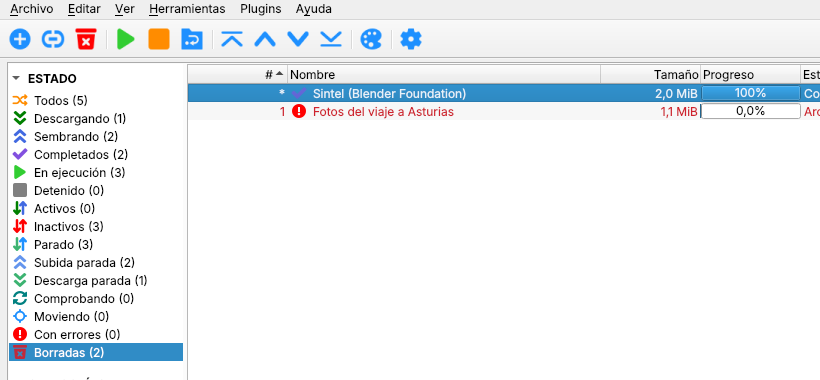 Archivo Editar Ver Herramientas Plugins Ayuda
ESTADO
Todos (5)
Descargando (1)
Sembrando (2)
Completados (2)
En ejecución (3)
Detenido (0)
Activos (0)
Inactivos (3)
Parado (3)
Subida parada (2)
Descarga parada (1)
Comprobando (0)
Moviendo (0)
Con errores (0)
Borradas (2)
# Nombre Tamaño Progreso
* Sintel (Blender Foundation) 2,0 MiB 100%
1 Fotos del viaje a Asturias 1,1 MiB 0,0%